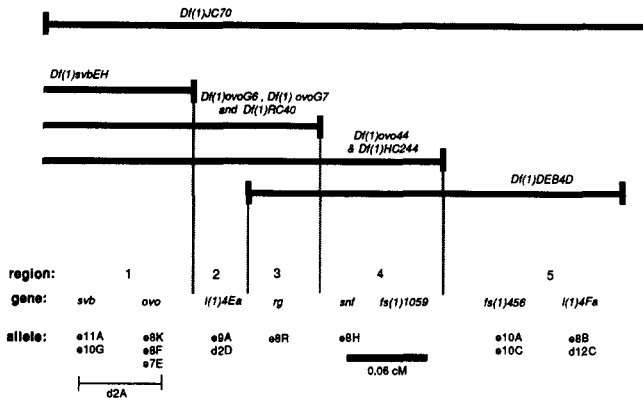 Df(1)JC70
Df(1)svbEH
Df(1)ovoG6 , Df(1) ovoG7
and Df(1)RC40
Df(1)ovo44
& Df(1)HC244
Df(1)DEB4D
region: 1 2 3 4 5
gene: svb ovo l(1)4Ea rg snf fs(1)1059 fs(1)456 l(1)4Fa
allele: e11A e8K e9A e8R e8H e10A e8B
e10G e8F d2D e10C d12C
e7E
0.06 cM
d2A